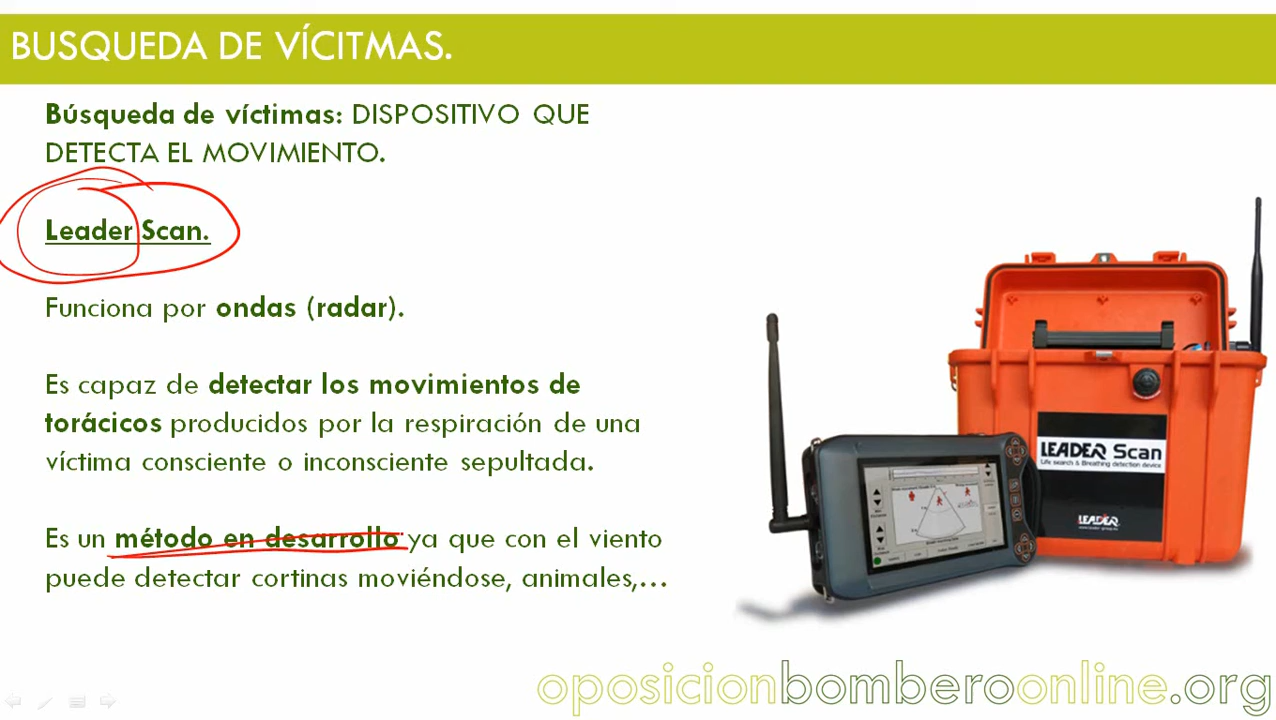 BUSQUEDA DE VÍCITMAS.
Búsqueda de víctimas: DISPOSITIVO QUE
DETECTA EL MOVIMIENTO.
Leader Scan.
Funciona por ondas (radar).
Es capaz de detectar los movimientos de
torácicos producidos por la respiración de una
víctima consciente o inconsciente sepultada.
Es un método en desarrollo ya que con el viento
puede detectar cortinas moviéndose, animales,...
LEADER Scan
Life search & Breathing detection device
LEADER
oposicionbomberoonline.org